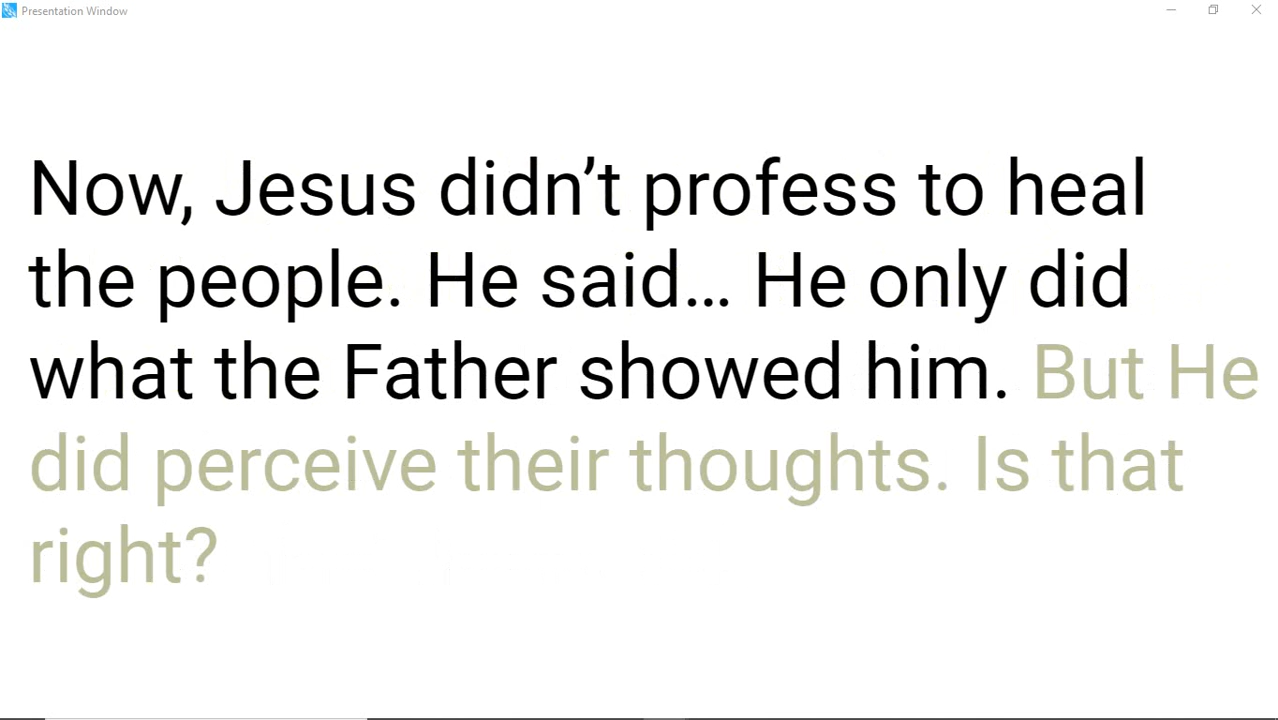 Presentation Window
Now, Jesus didn’t profess to heal
the people. He said... He only did
what the Father showed him. But He
did perceive their thoughts. Is that
right?